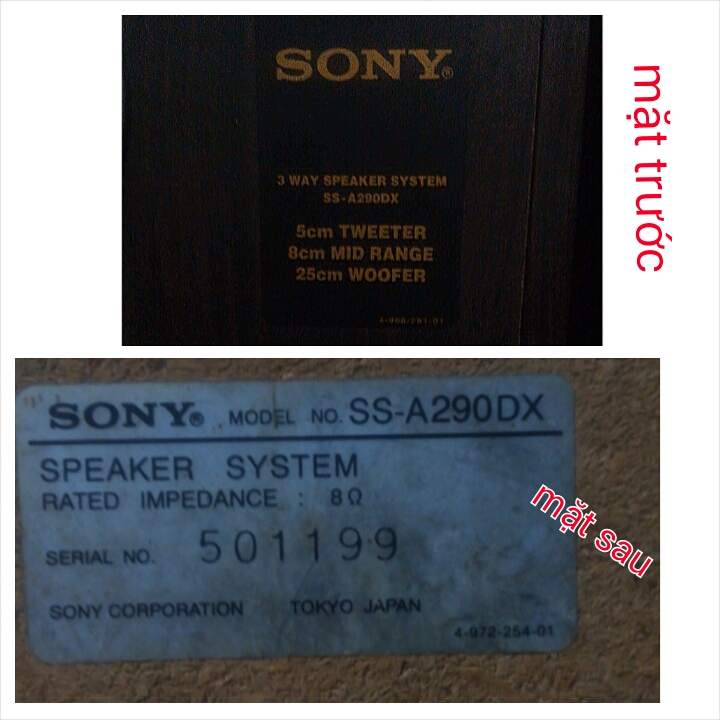 SONY®
3 WAY SPEAKER SYSTEM
SS-A290DX
5cm TWEETER
8cm MID RANGE
25cm WOOFER
mặt trước
SONY® MODEL NO. SS-A290DX
SPEAKER SYSTEM
RATED IMPEDANCE : 8Ω
SERIAL NO. 501199
SONY CORPORATION TOKYO JAPAN
4-972-254-01
mặt sau